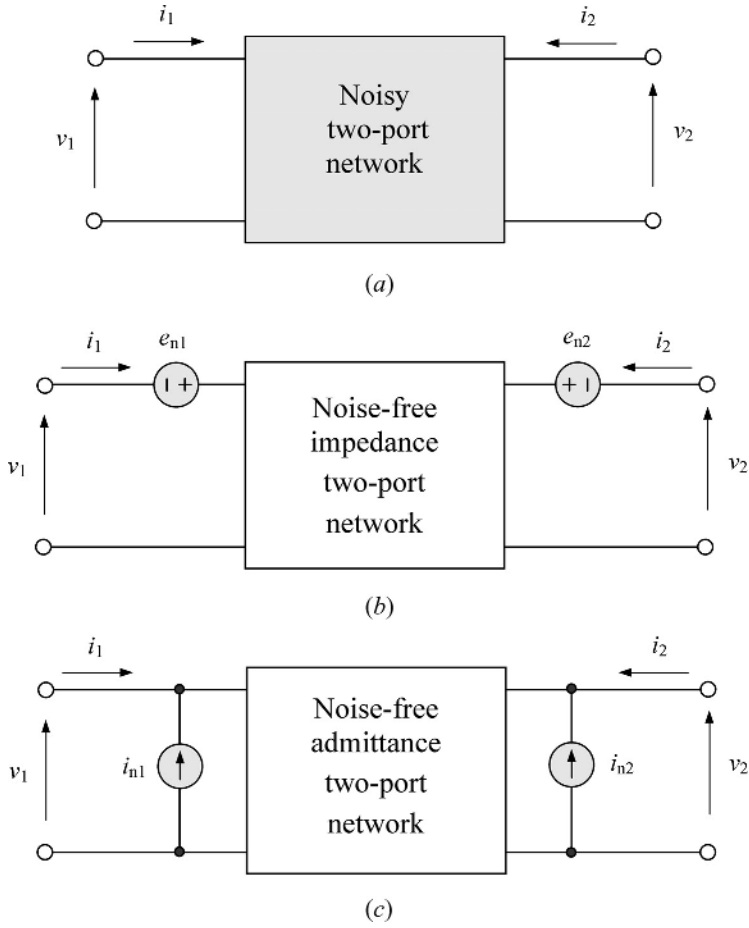 i1
i2
Noisy
two-port
network
v1
v2
(a)
i1
en1
en2
i2
Noise-free
impedance
two-port
network
v1
v2
(b)
i1
i2
Noise-free
admittance
two-port
network
v1
in1
in2
v2
(c)